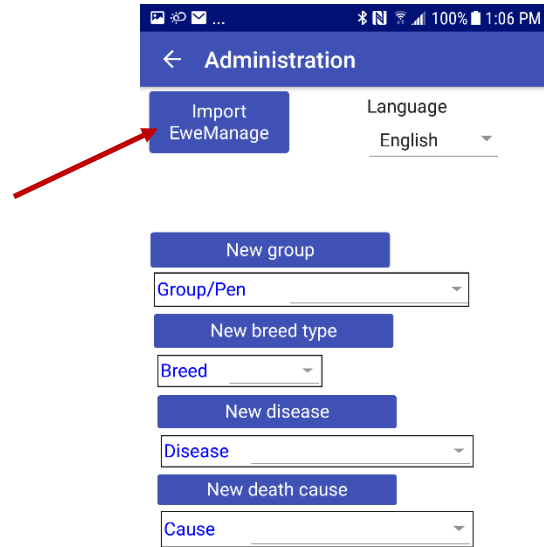 ... 100% 1:06 PM
Administration
Import
EweManage
Language
English
New group
Group/Pen
New breed type
Breed
New disease
Disease
New death cause
Cause